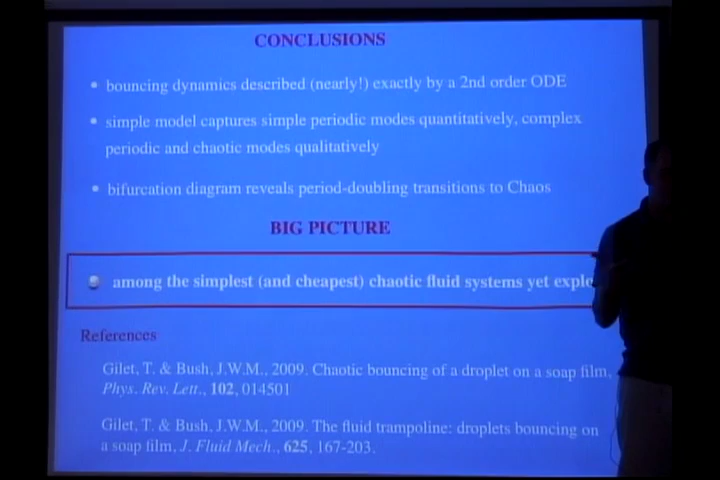 CONCLUSIONS
• bouncing dynamics described (nearly!) exactly by a 2nd order ODE
• simple model captures simple periodic modes quantitatively, complex
periodic and chaotic modes qualitatively
• bifurcation diagram reveals period-doubling transitions to Chaos
BIG PICTURE
among the simplest (and cheapest) chaotic fluid systems yet
References
Gilet, T. & Bush, J.W.M., 2009. Chaotic bouncing of a droplet on a soap film,
Phys. Rev. Lett., 102, 014501
Gilet, T. & Bush, J.W.M., 2009. The fluid trampoline: droplets bouncing on
a soap film, J. Fluid Mech., 625, 167-203.